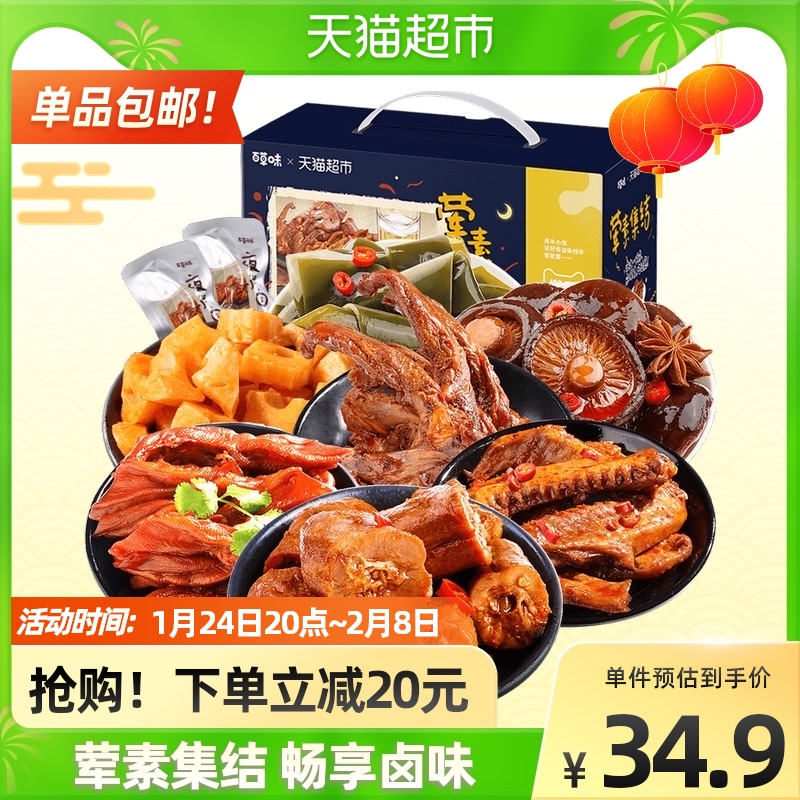 天猫超市
单品包邮！
百草味 × 天猫超市
荤素
荤素集结
百草味
活动时间：1月24日20点~2月8日
抢购！下单立减20元
单件预估到手价
¥34.9
荤素集结 畅享卤味